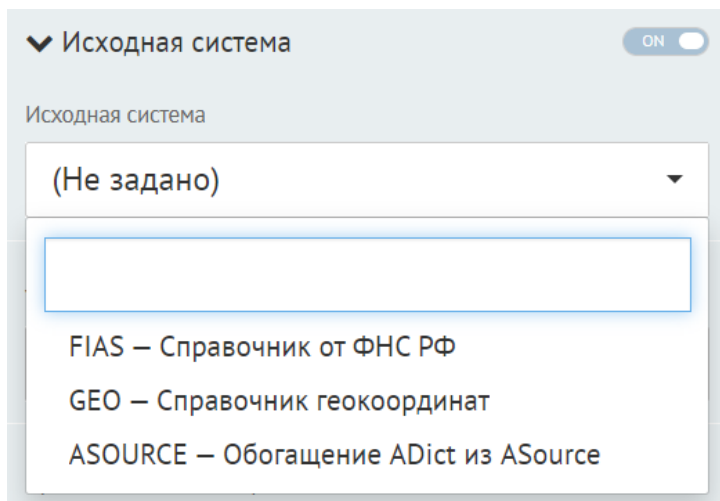 Исходная система
ON
Исходная система
(Не задано)
FIAS — Справочник от ФНС РФ
GEO — Справочник геокоординат
ASOURCE — Обогащение ADict из ASource